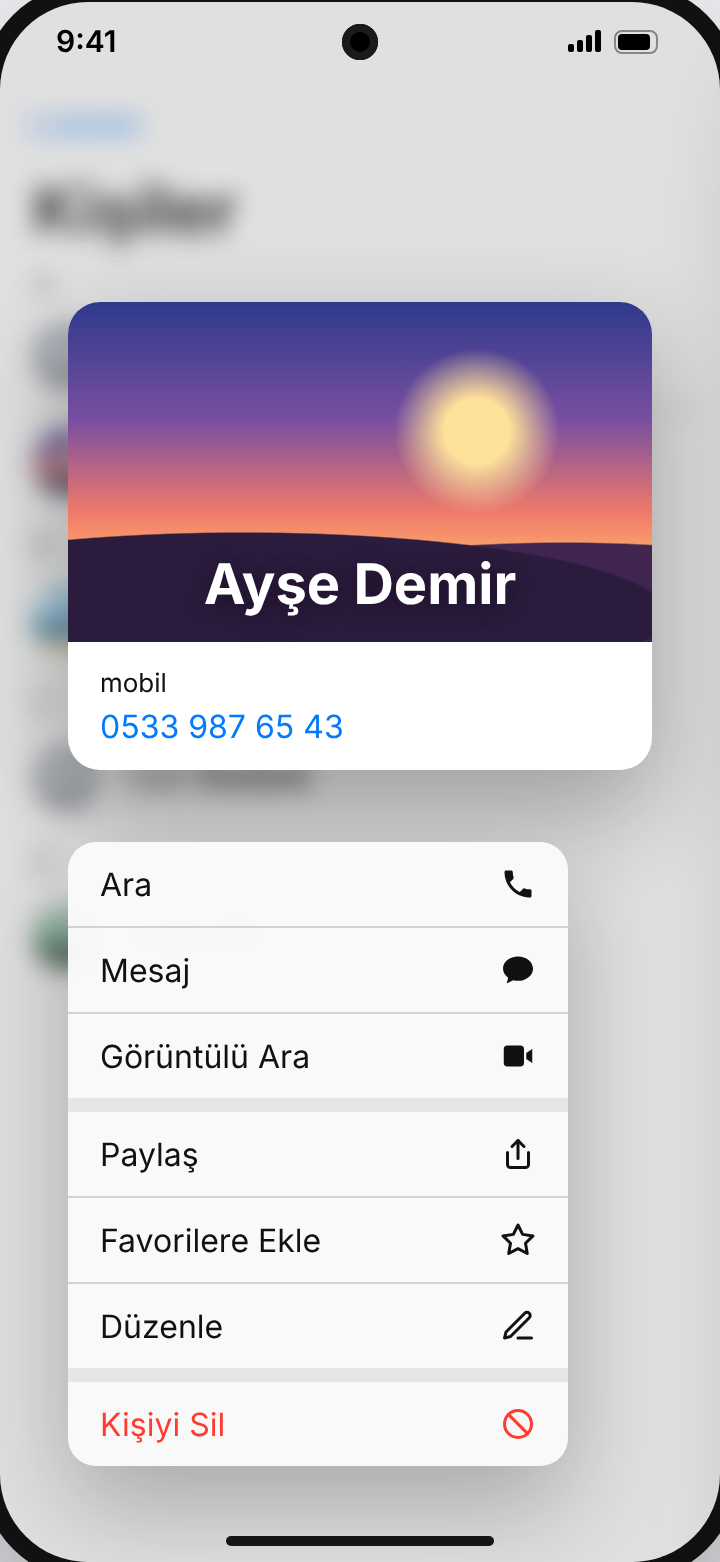 9:41
Kişiler
Ayşe Demir
mobil
0533 987 65 43
Ara
Mesaj
Görüntülü Ara
Paylaş
Favorilere Ekle
Düzenle
Kişiyi Sil